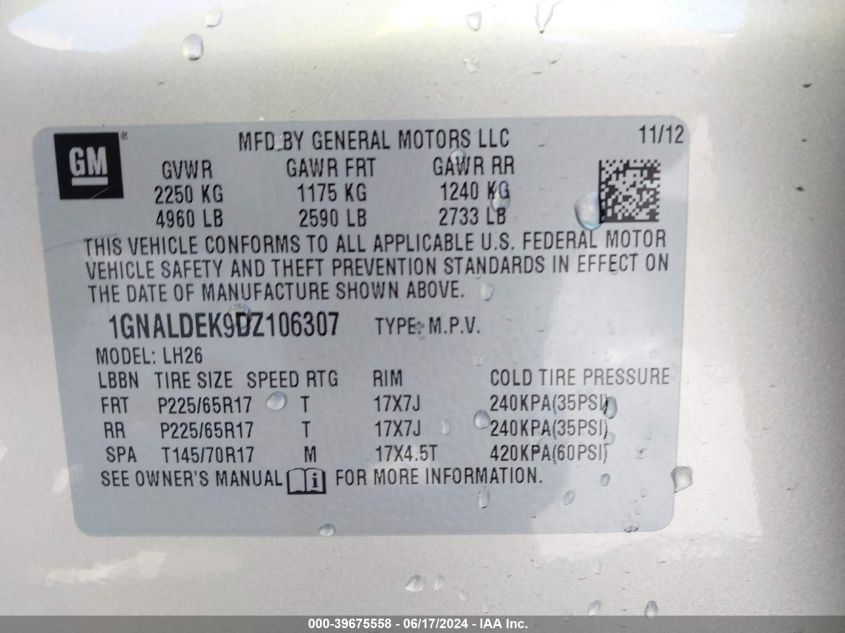 GM ® MFD BY GENERAL MOTORS LLC 11/12
GVWR GAWR FRT GAWR RR
2250 KG 1175 KG 1240 KG
4960 LB 2590 LB 2733 LB
THIS VEHICLE CONFORMS TO ALL APPLICABLE U.S. FEDERAL MOTOR
VEHICLE SAFETY AND THEFT PREVENTION STANDARDS IN EFFECT ON
THE DATE OF MANUFACTURE SHOWN ABOVE.
1GNALDEK9DZ106307 TYPE: M.P.V.
MODEL: LH26
LBBN TIRE SIZE SPEED RTG RIM COLD TIRE PRESSURE
FRT P225/65R17 T 17X7J 240KPA(35PSI)
RR P225/65R17 T 17X7J 240KPA(35PSI)
SPA T145/70R17 M 17X4.5T 420KPA(60PSI)
SEE OWNER'S MANUAL i FOR MORE INFORMATION.
000-39675558 - 06/17/2024 - IAA Inc.